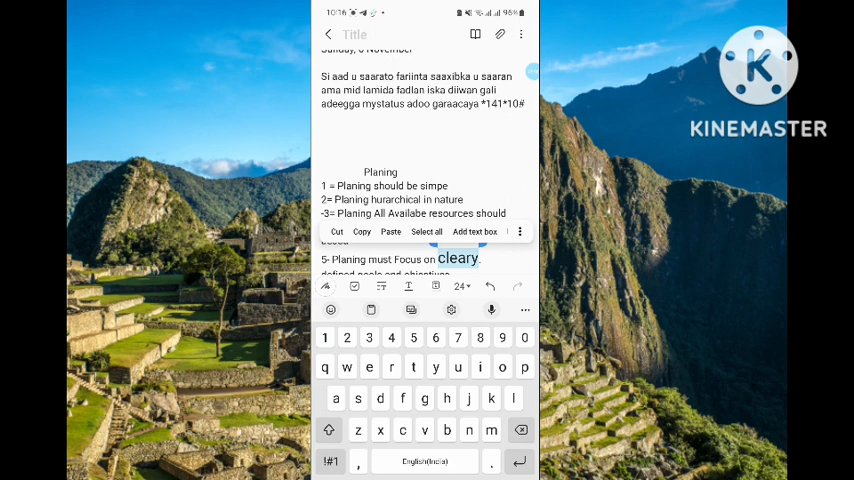 10:16
96%
Title
Sunday, 6 November
Si aad u saarato fariinta saaxibka u saaran
ama mid lamida fadlan iska diiwan gali
adeegga mystatus adoo garaacaya *141*10#
Planing
1 = Planing should be simpe
2= Planing hurarchical in nature
-3= Planing All Availabe resources should
Cut Copy Paste Select all Add text box
based
5- Planing must Focus on cleary.
defined goals and objectives
24
1 2 3 4 5 6 7 8 9 0
q w e r t y u i o p
a s d f g h j k l
z x c v b n m
!#1 , English(India) .
K
KINEMASTER